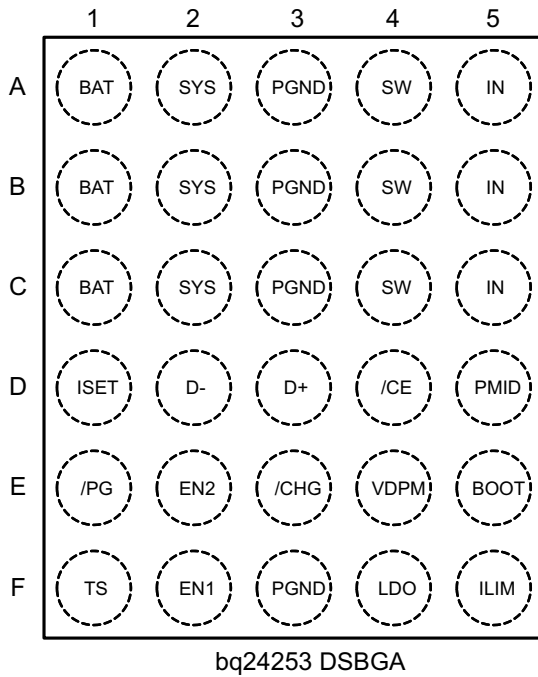 1 2 3 4 5
A BAT SYS PGND SW IN
B BAT SYS PGND SW IN
C BAT SYS PGND SW IN
D ISET D- D+ /CE PMID
E /PG EN2 /CHG VDPM BOOT
F TS EN1 PGND LDO ILIM
bq24253 DSBGA